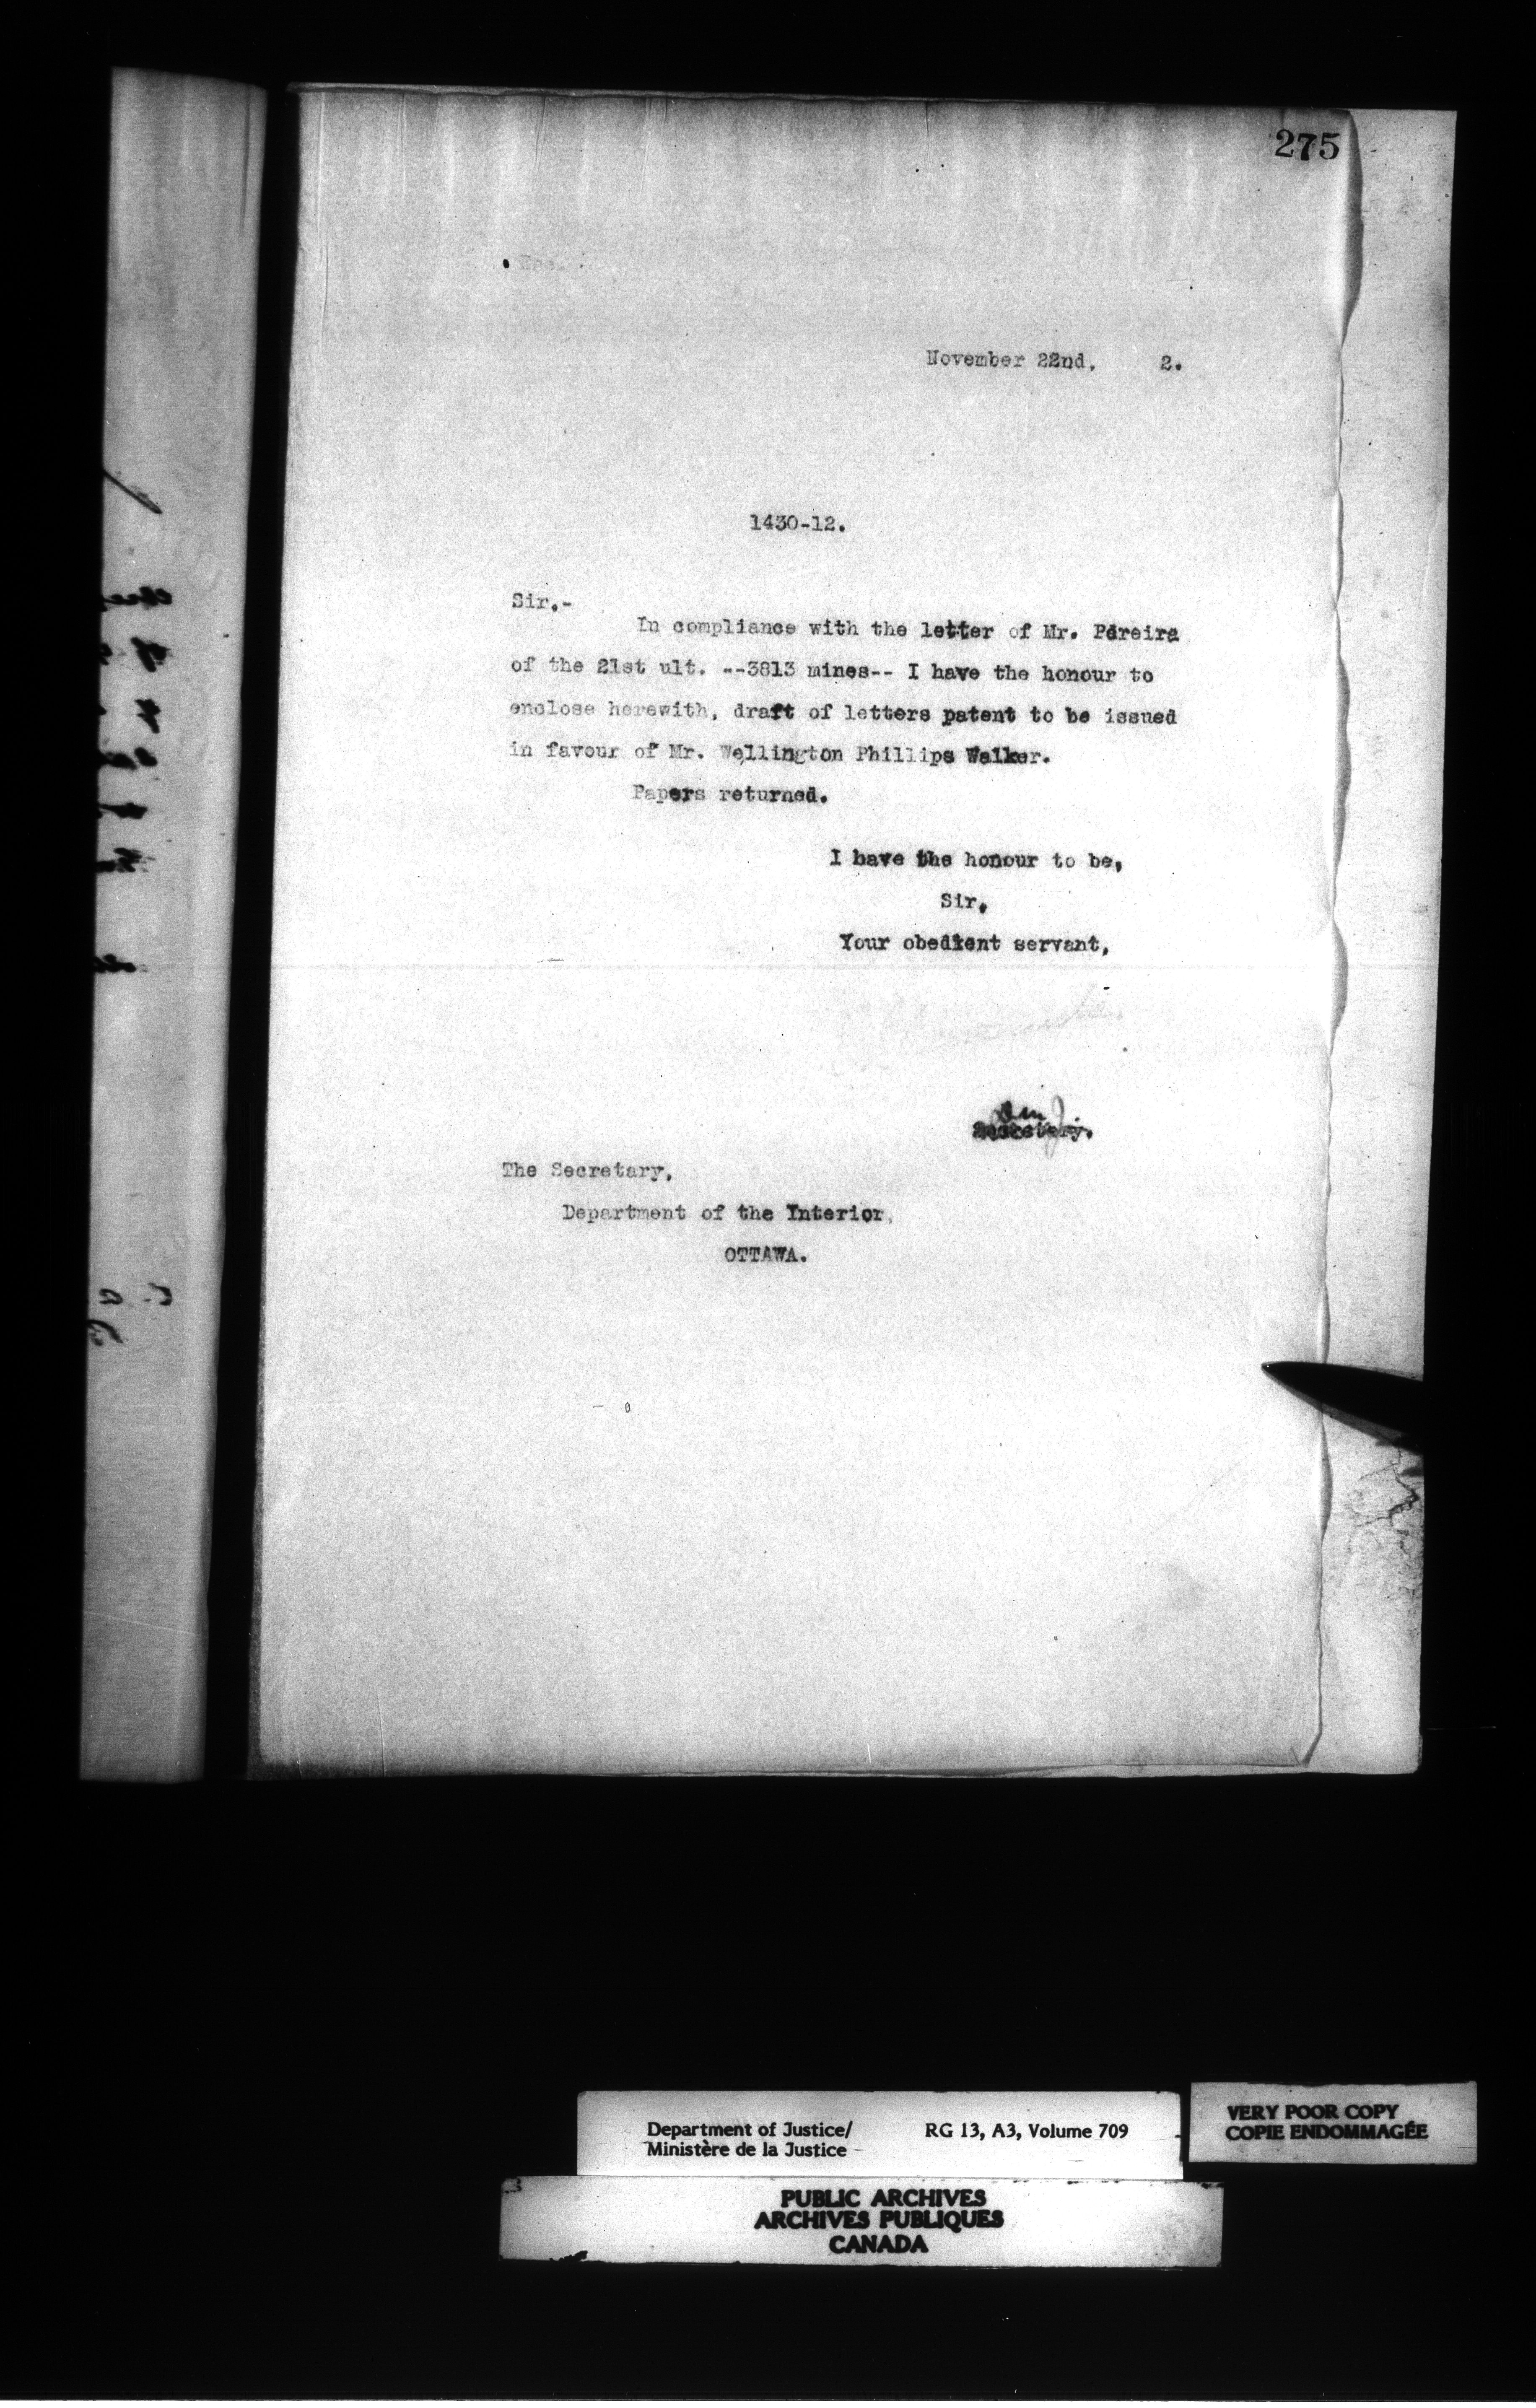 275
Enc.
November 22nd, 2.
1430-12.
Sir,-
In compliance with the letter of Mr. Pereira
of the 21st ult. --3813 mines-- I have the honour to
enclose herewith, draft of letters patent to be issued
in favour of Mr. Wellington Phillips Walker.
Papers returned.
I have the honour to be,
Sir,
Your obedient servant,
Secretary.
The Secretary,
Department of the Interior,
OTTAWA.
Department of Justice/ RG 13, A3, Volume 709
Ministère de la Justice
VERY POOR COPY
COPIE ENDOMMAGÉE
PUBLIC ARCHIVES
ARCHIVES PUBLIQUES
CANADA